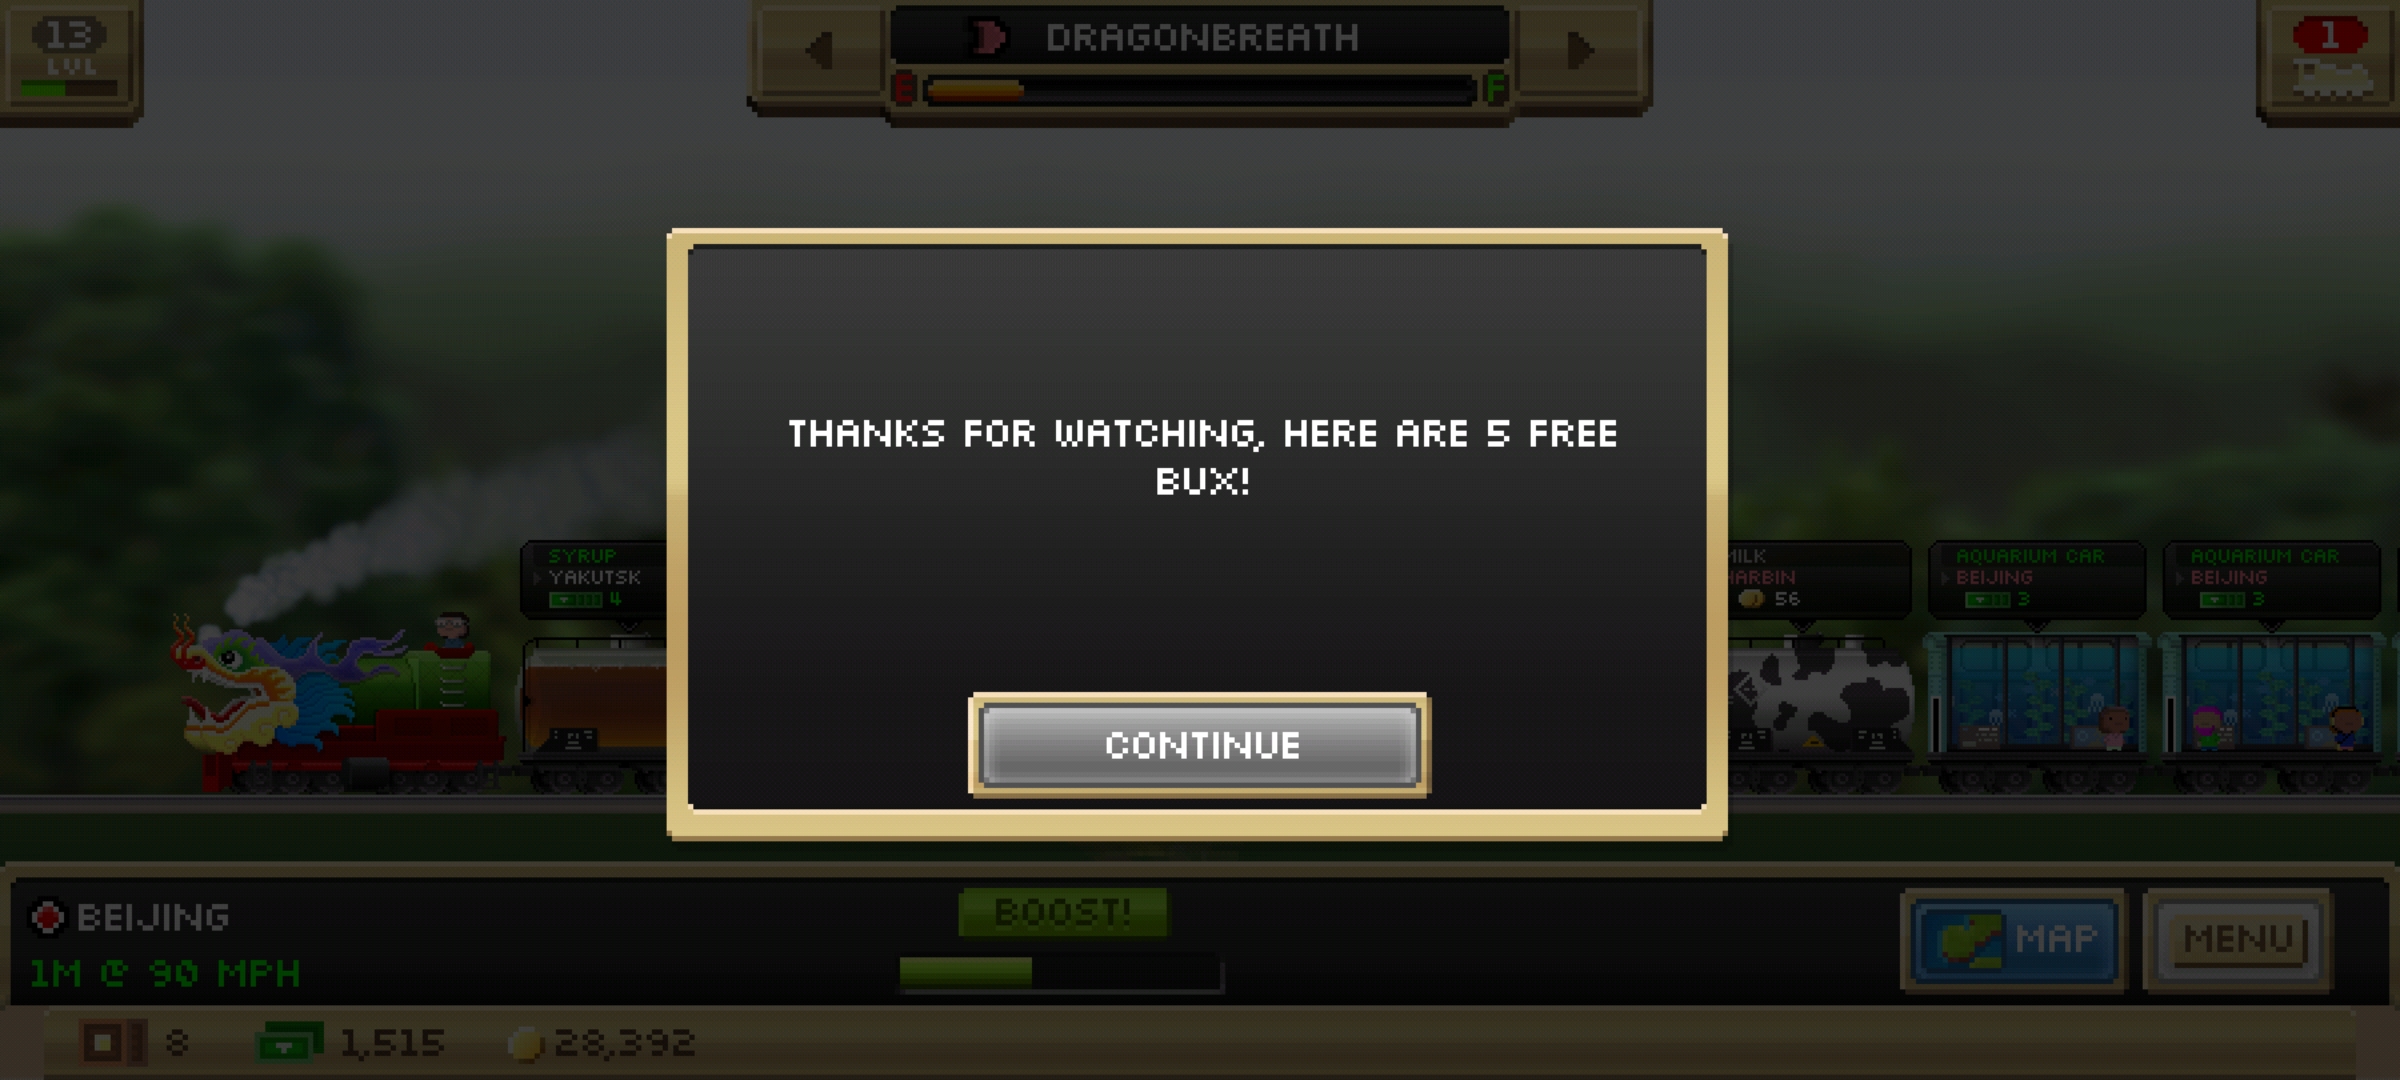 13
LVL
DRAGONBREATH
E
F
1
THANKS FOR WATCHING, HERE ARE 5 FREE
BUX!
CONTINUE
SYRUP
YAKUTSK
4
MILK
HARBIN
56
AQUARIUM CAR
BEIJING
3
AQUARIUM CAR
BEIJING
3
BEIJING
1M @ 90 MPH
BOOST!
MAP
MENU
8
1,515
28,392